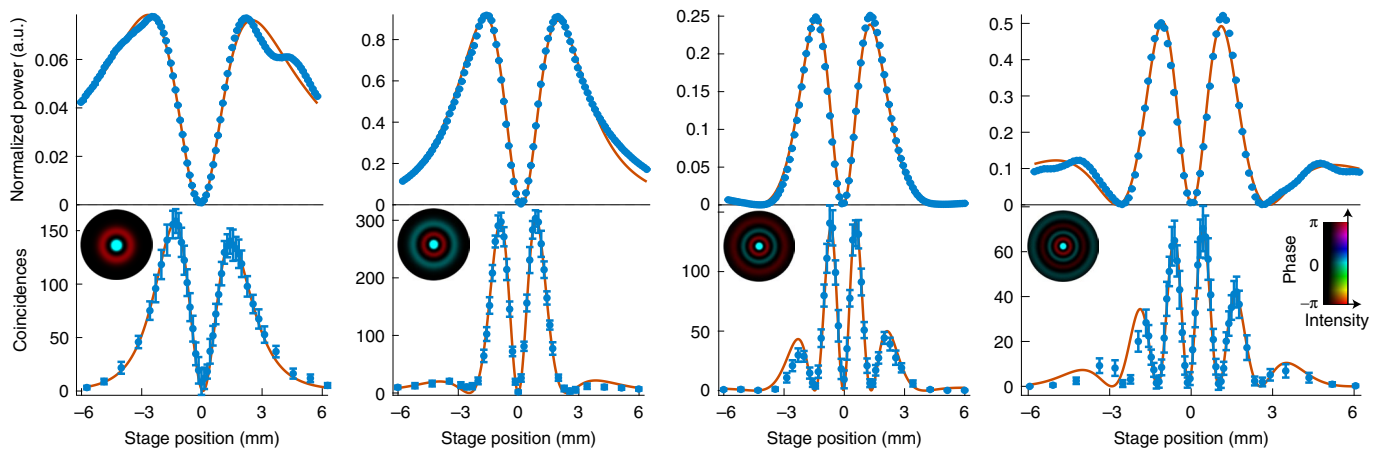 Normalized power (a.u.)
0.06
0.04
0.02
0
0.8
0.6
0.4
0.2
0
0.25
0.20
0.15
0.10
0.05
0
0.5
0.4
0.3
0.2
0.1
0
Coincidences
150
100
50
0
300
200
100
0
100
50
0
60
40
20
0
Phase
π
0
−π
Intensity
−6 −3 0 3 6
−6 −3 0 3 6
−6 −3 0 3 6
−6 −3 0 3 6
Stage position (mm)
Stage position (mm)
Stage position (mm)
Stage position (mm)